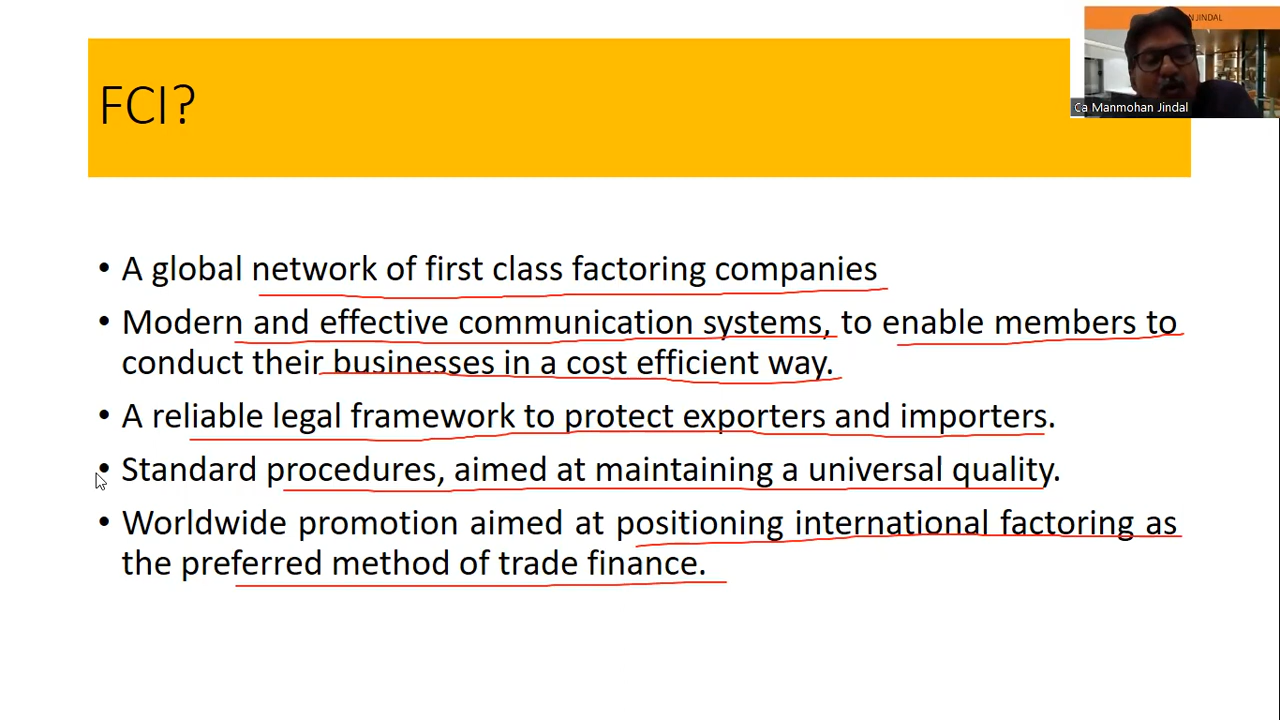 N JINDAL
Ca Manmohan Jindal
FCI?
• A global network of first class factoring companies
• Modern and effective communication systems, to enable members to
conduct their businesses in a cost efficient way.
• A reliable legal framework to protect exporters and importers.
• Standard procedures, aimed at maintaining a universal quality.
• Worldwide promotion aimed at positioning international factoring as
the preferred method of trade finance.